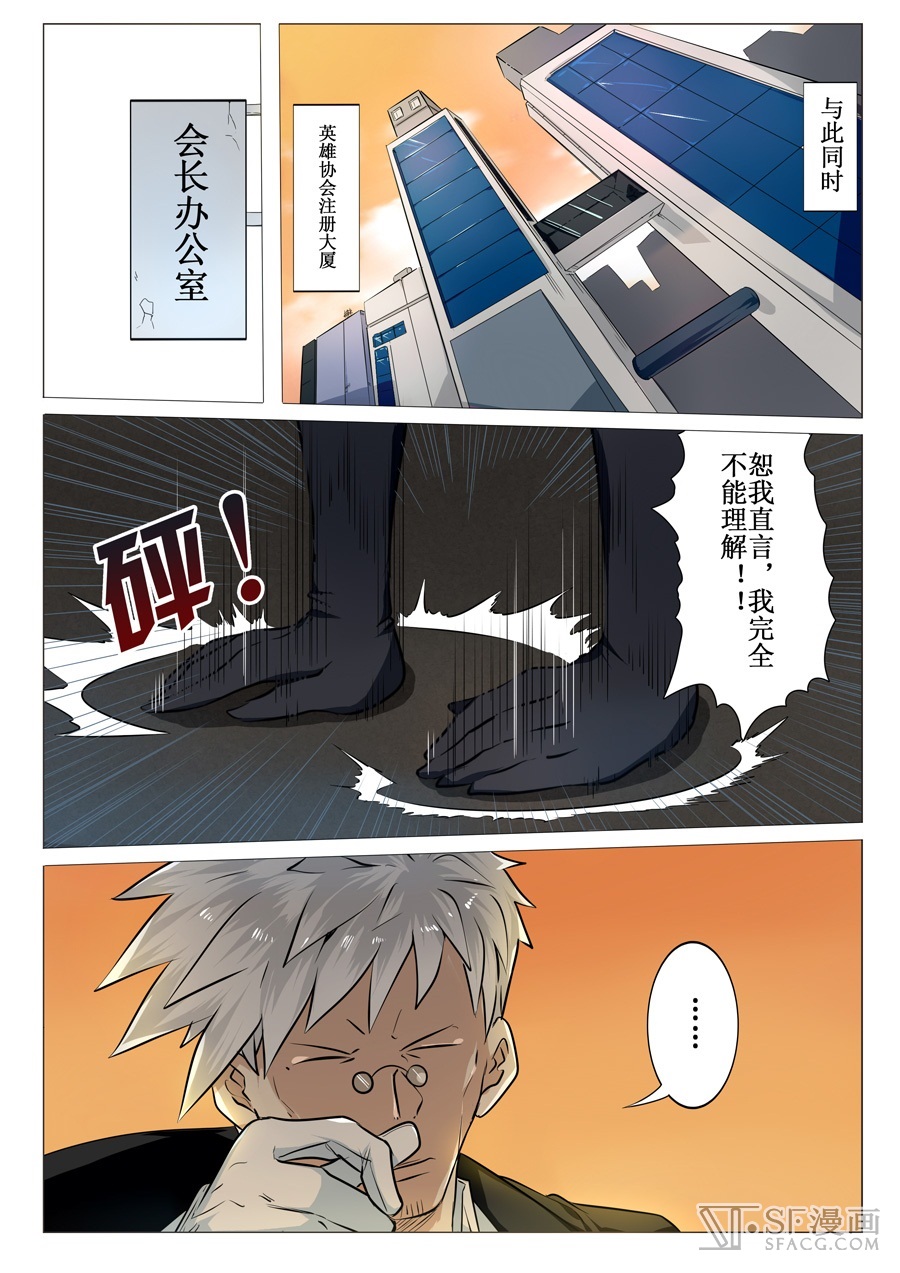 与此同时
英雄协会注册大厦
会长办公室
恕我直言，我完全
不能理解！！
砰！
……
SF漫画
SFACG.COM